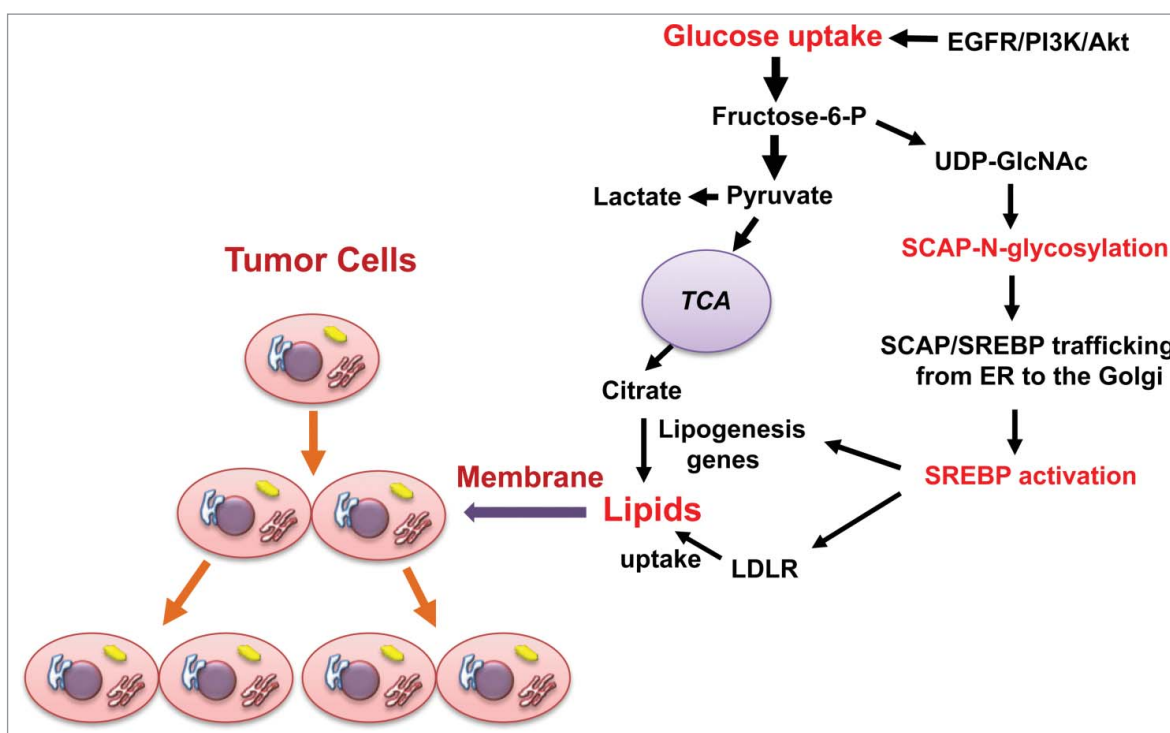 Glucose uptake
EGFR/PI3K/Akt
Fructose-6-P
UDP-GlcNAc
Lactate
Pyruvate
SCAP-N-glycosylation
Tumor Cells
TCA
SCAP/SREBP trafficking
from ER to the Golgi
Citrate
Lipogenesis
genes
SREBP activation
Membrane
Lipids
uptake
LDLR